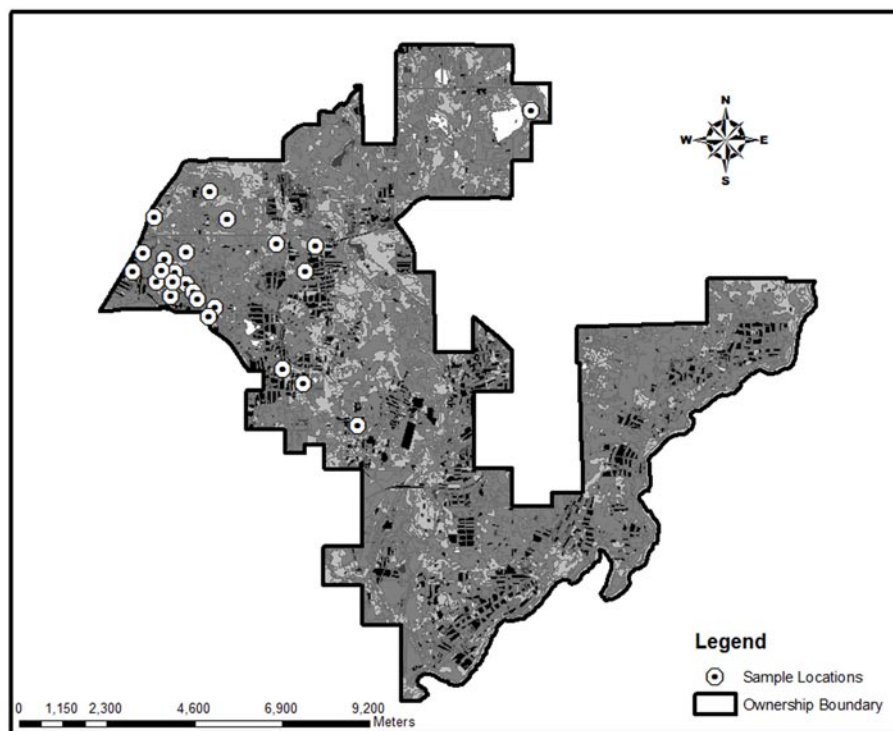 N
W E
S
Legend
Sample Locations
Ownership Boundary
0 1,150 2,300 4,600 6,900 9,200
Meters